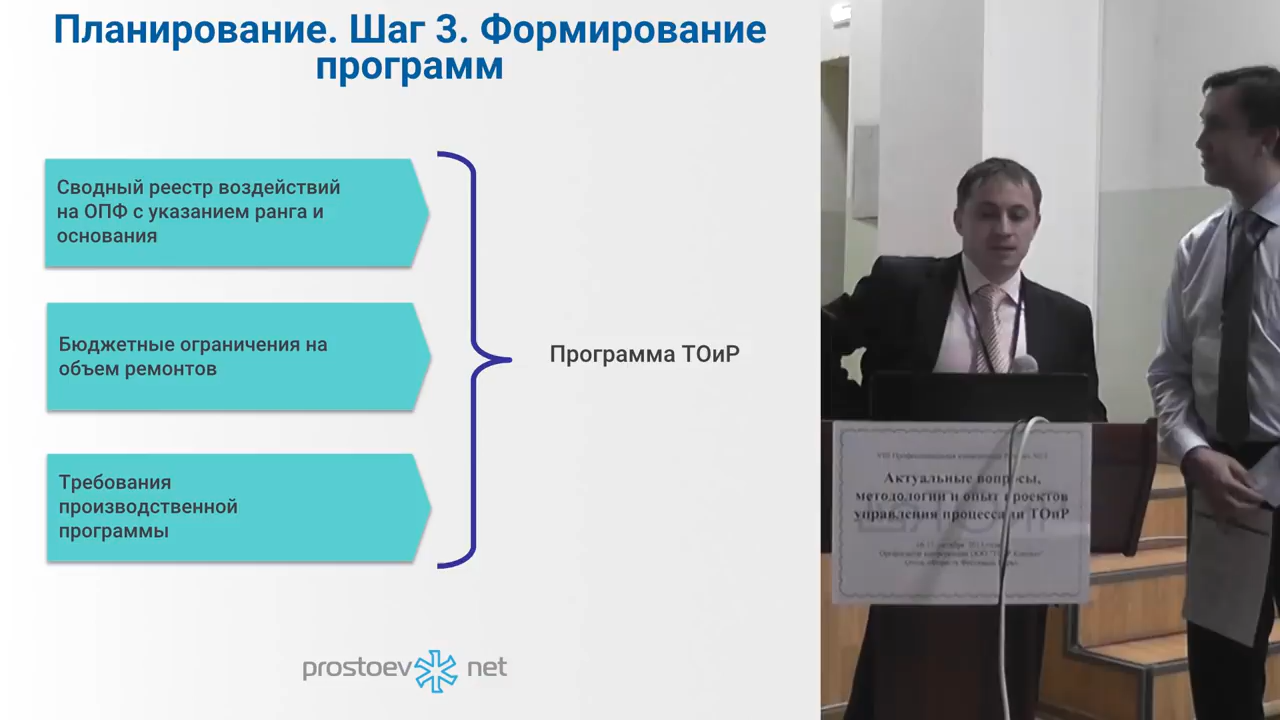 Планирование. Шаг 3. Формирование
программ
Сводный реестр воздействий
на ОПФ с указанием ранга и
основания
Бюджетные ограничения на
объем ремонтов
Требования
производственной
программы
Программа ТОиР
prostoev net
Актуальные вопросы,
методологии и опыт проектов
управления процессами ТОиР